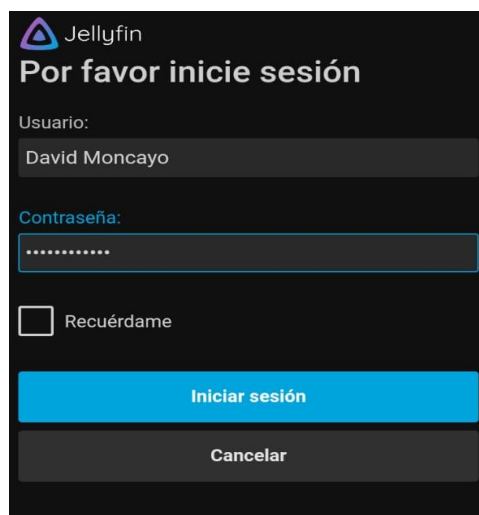 Jellyfin
Por favor inicie sesión
Usuario:
David Moncayo
Contraseña:
••••••••••••
Recuérdame
Iniciar sesión
Cancelar